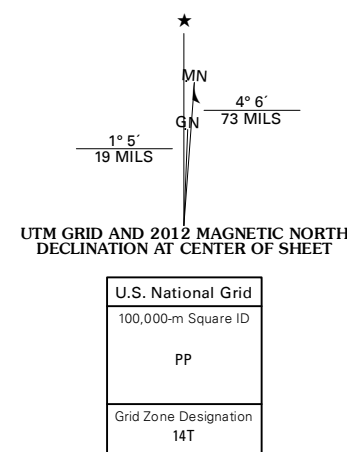 ★
MN
GN
4° 6´
73 MILS
1° 5´
19 MILS
UTM GRID AND 2012 MAGNETIC NORTH
DECLINATION AT CENTER OF SHEET
U.S. National Grid
100,000-m Square ID
PP
Grid Zone Designation
14T